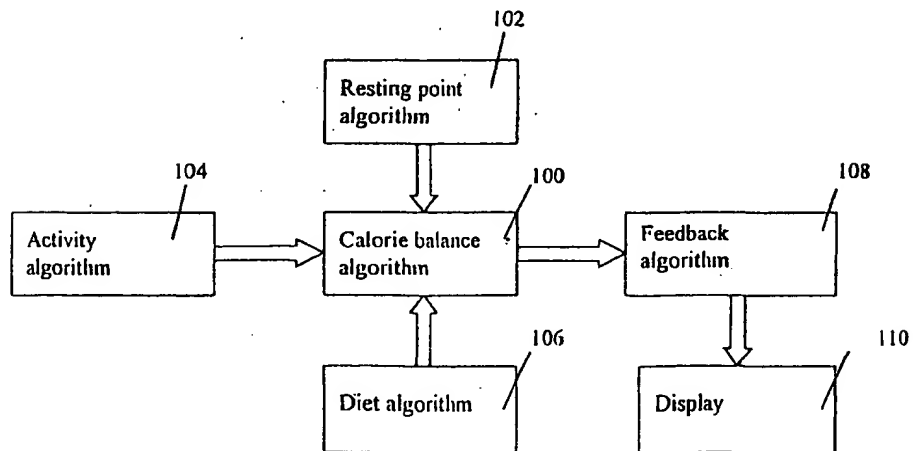 102
Resting point
algorithm
104
100
108
Activity
algorithm
Calorie balance
algorithm
Feedback
algorithm
106
110
Diet algorithm
Display